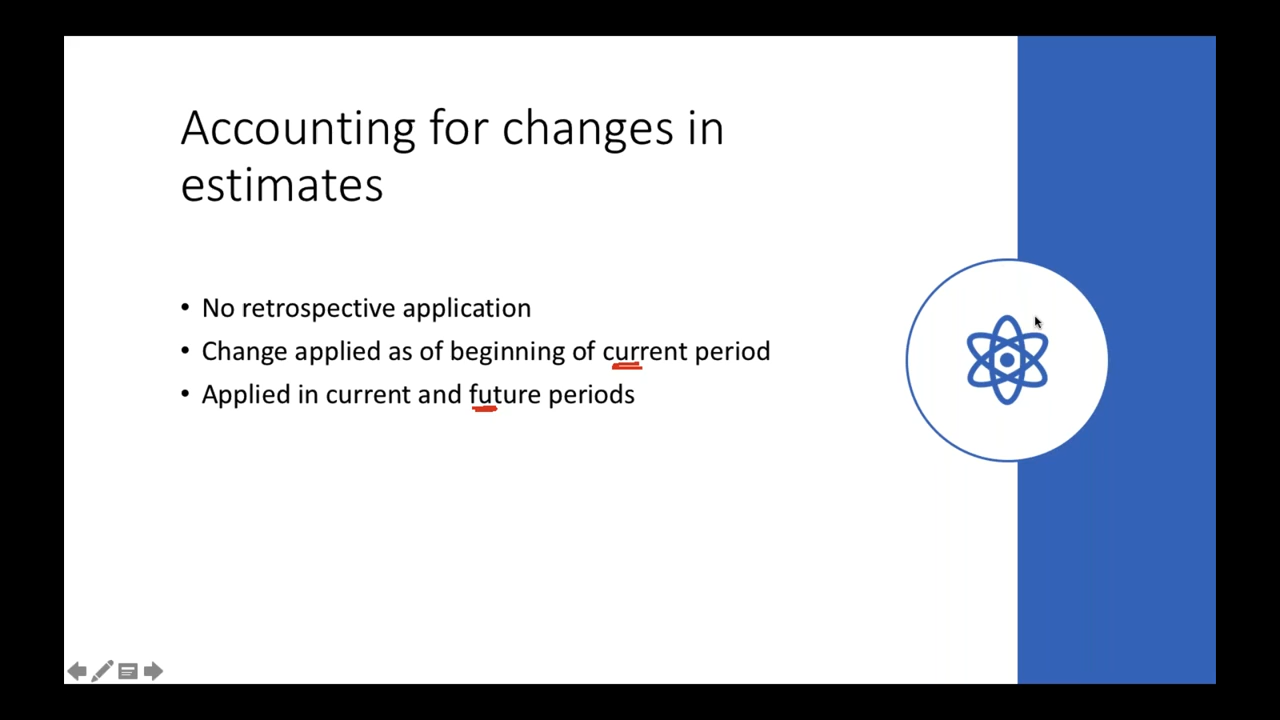 Accounting for changes in
estimates
• No retrospective application
• Change applied as of beginning of current period
• Applied in current and future periods